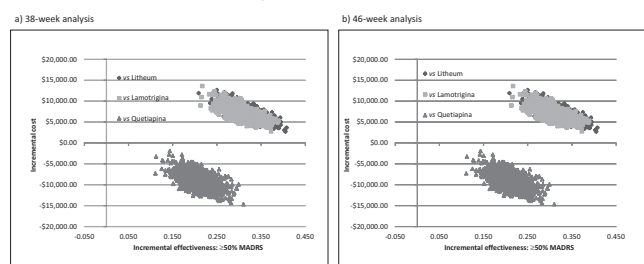 a) 38-week analysis
$20,000.00
$15,000.00
$10,000.00
$5,000.00
$0.00
-$5,000.00
-$10,000.00
-$15,000.00
-$20,000.00
Incremental cost
vs Litheum
vs Lamotrigina
vs Quetiapina
-0.050
0.050
0.150
0.250
0.350
0.450
Incremental effectiveness: ≥50% MADRS
b) 46-week analysis
$20,000.00
$15,000.00
$10,000.00
$5,000.00
$0.00
-$5,000.00
-$10,000.00
-$15,000.00
-$20,000.00
Incremental cost
vs Litheum
vs Lamotrigina
vs Quetiapina
-0.050
0.050
0.150
0.250
0.350
0.450
Incremental effectiveness: ≥50% MADRS